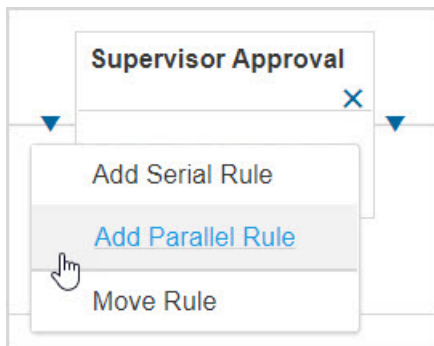 Supervisor Approval
Add Serial Rule
Add Parallel Rule
Move Rule